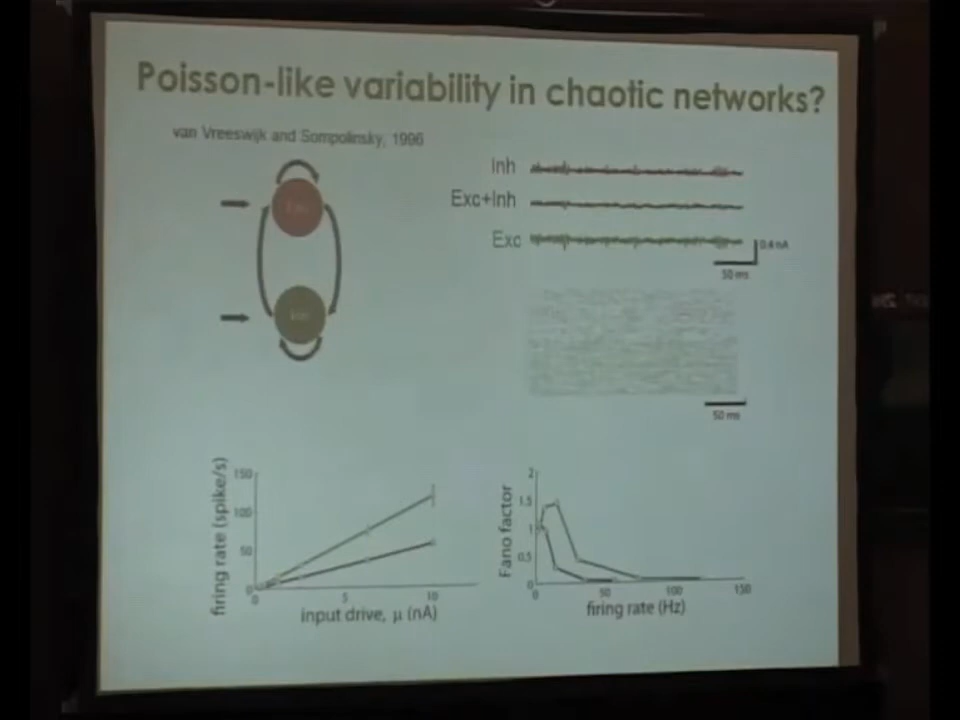 Poisson-like variability in chaotic networks?
van Vreeswijk and Sompolinsky, 1996
Inh
Exc+Inh
Exc
0.4 nA
50 ms
50 ms
firing rate (spike/s)
150
100
50
0
0
5
10
input drive, μ (nA)
Fano factor
2
1.5
1
0.5
0
0
50
100
150
firing rate (Hz)